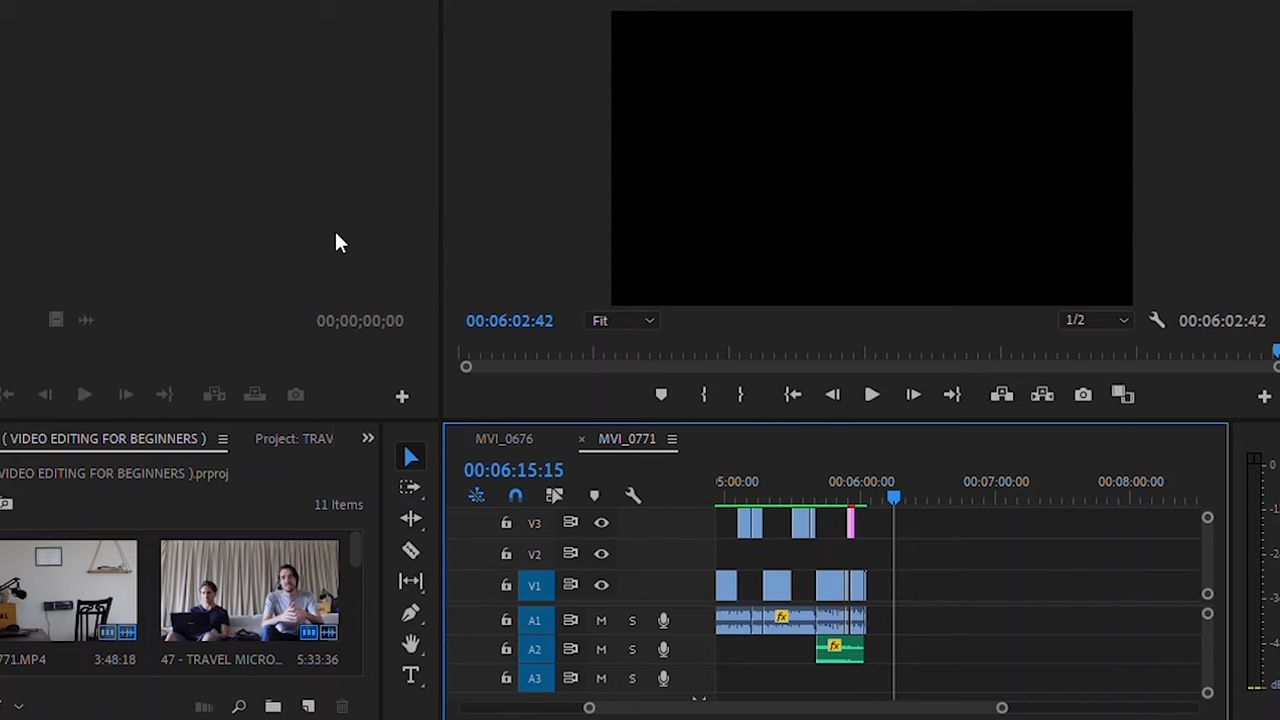 00:06:02:42
Fit
1/2
00:06:02:42
00;00;00;00
( VIDEO EDITING FOR BEGINNERS )
Project: TRAV
VIDEO EDITING FOR BEGINNERS ).prproj
11 Items
771.MP4
3:48:18
47 - TRAVEL MICRO...
5:33:36
MVI_0676
× MVI_0771
00:06:15:15
5:00:00
00:06:00:00
00:07:00:00
00:08:00:00
V3
V2
V1
A1 M S
fx
A2 M S
fx
A3 M S
T
0